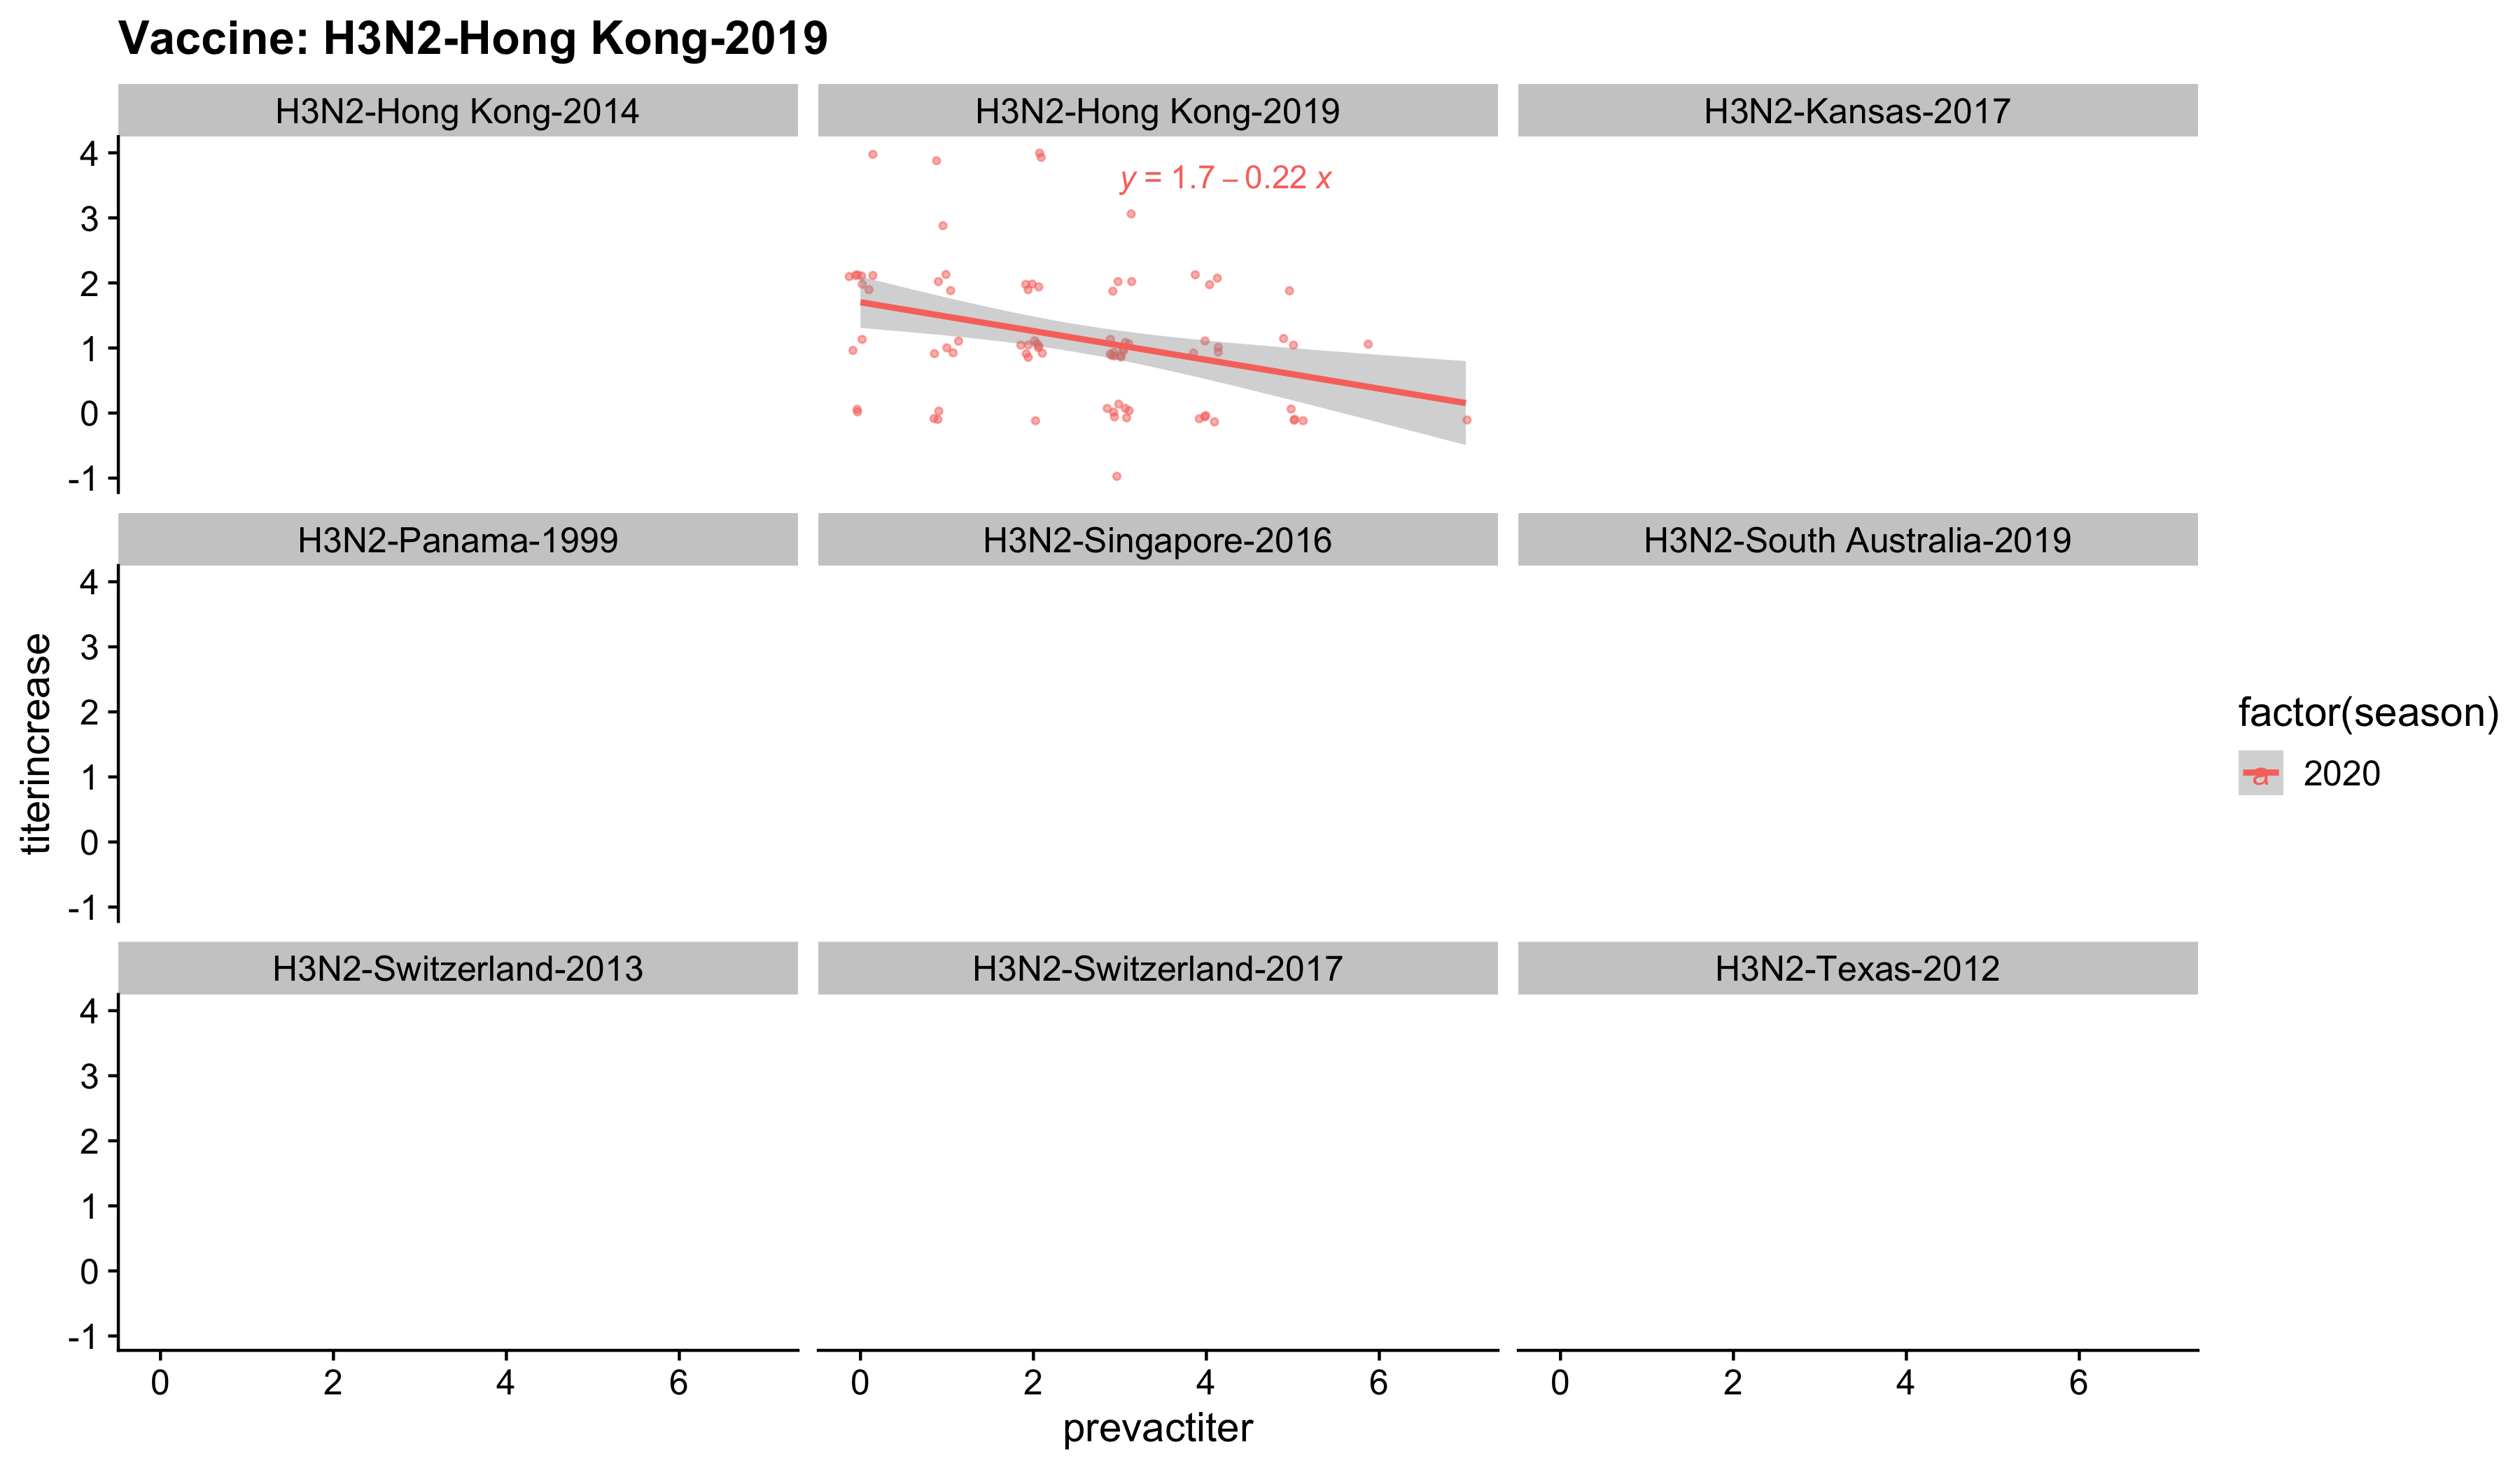 Vaccine: H3N2-Hong Kong-2019
H3N2-Hong Kong-2014
H3N2-Hong Kong-2019
H3N2-Kansas-2017
4
3
2
1
0
-1
y = 1.7 – 0.22 x
H3N2-Panama-1999
H3N2-Singapore-2016
H3N2-South Australia-2019
4
3
2
1
0
-1
titerincrease
H3N2-Switzerland-2013
H3N2-Switzerland-2017
H3N2-Texas-2012
4
3
2
1
0
-1
0 2 4 6
0 2 4 6
0 2 4 6
prevactiter
factor(season)
a 2020